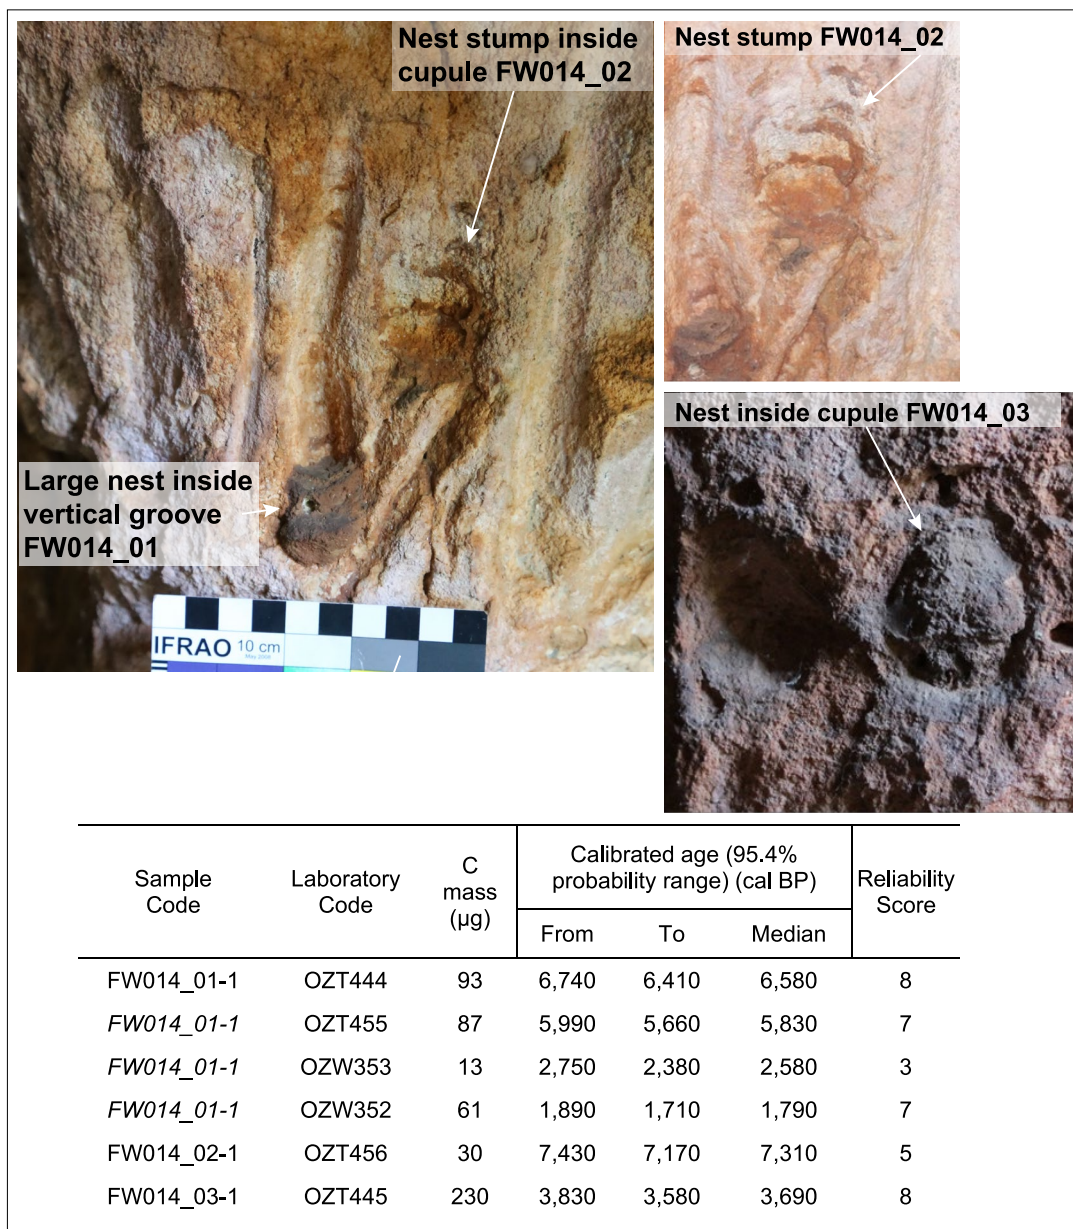 Nest stump inside
cupule FW014_02
Nest stump FW014_02
Nest inside cupule FW014_03
Large nest inside
vertical groove
FW014_01
IFRAO 10 cm
Sample
Code
Laboratory
Code
C
mass
(µg)
Calibrated age (95.4%
probability range) (cal BP)
Reliability
Score
From To Median
FW014_01-1 OZT444 93 6,740 6,410 6,580 8
FW014_01-1 OZT455 87 5,990 5,660 5,830 7
FW014_01-1 OZW353 13 2,750 2,380 2,580 3
FW014_01-1 OZW352 61 1,890 1,710 1,790 7
FW014_02-1 OZT456 30 7,430 7,170 7,310 5
FW014_03-1 OZT445 230 3,830 3,580 3,690 8